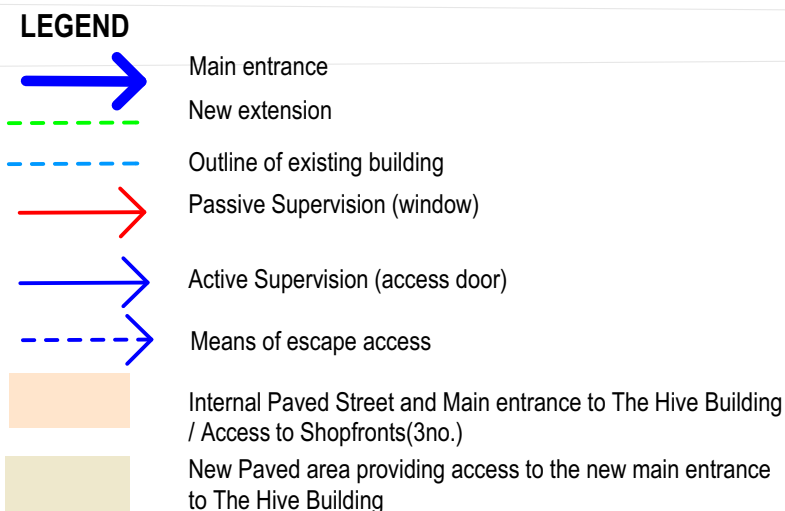 LEGEND
Main entrance
New extension
Outline of existing building
Passive Supervision (window)
Active Supervision (access door)
Means of escape access
Internal Paved Street and Main entrance to The Hive Building
/ Access to Shopfronts(3no.)
New Paved area providing access to the new main entrance
to The Hive Building